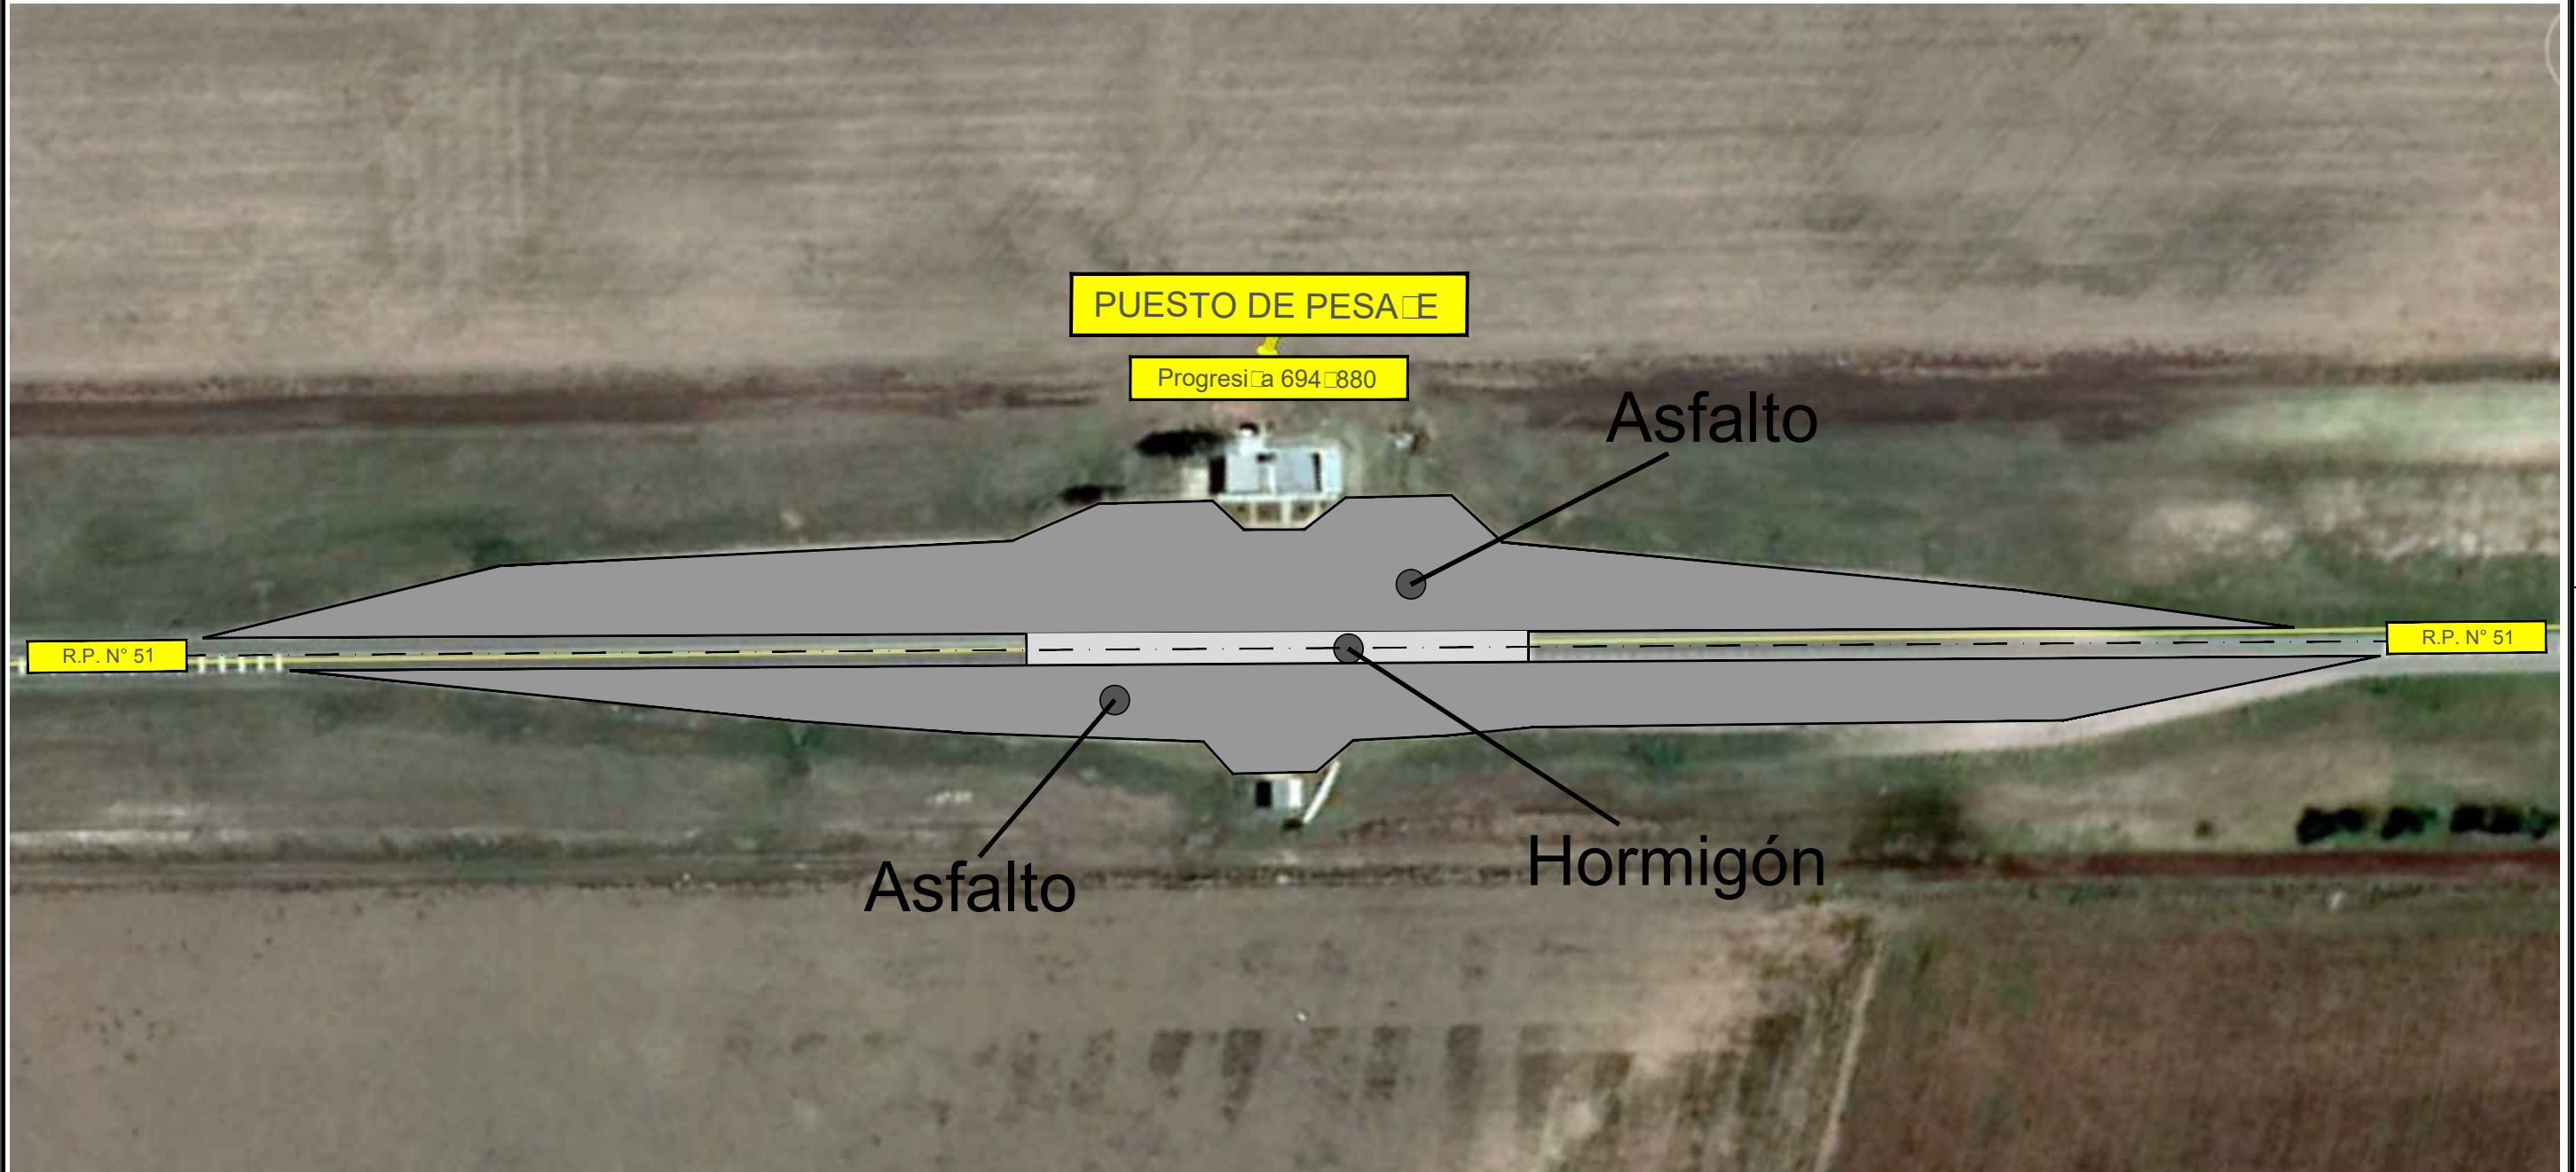 PUESTO DE PESA□E
Progresi□a 694□880
Asfalto
R.P. N° 51
R.P. N° 51
Hormigón
Asfalto